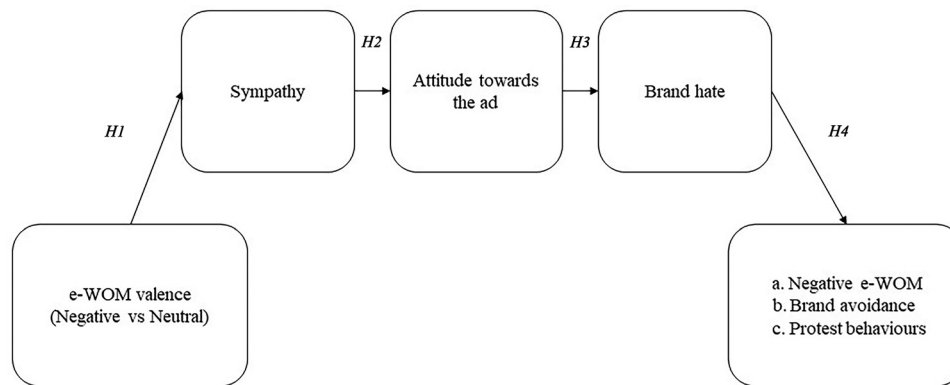 H2
H3
Sympathy
Attitude towards
the ad
Brand hate
H1
H4
e-WOM valence
(Negative vs Neutral)
a. Negative e-WOM
b. Brand avoidance
c. Protest behaviours